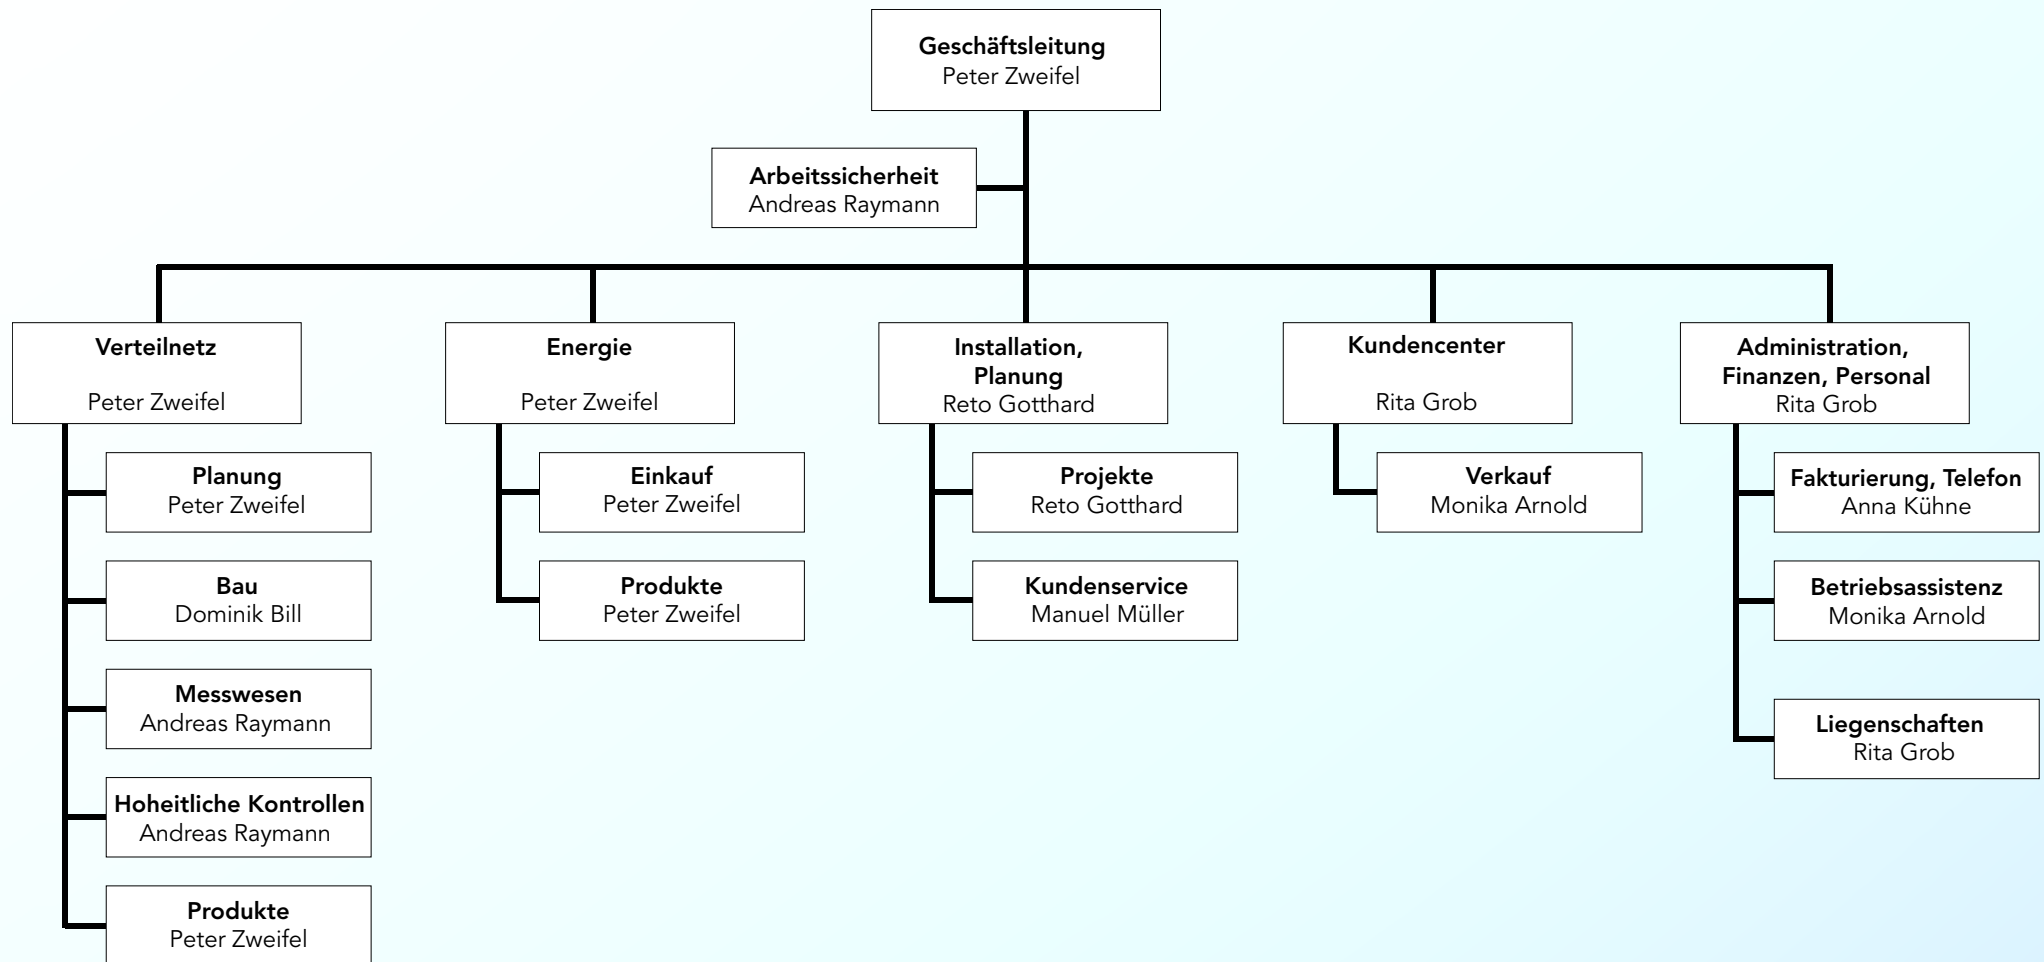 Geschäftsleitung
Peter Zweifel
Arbeitssicherheit
Andreas Raymann
Verteilnetz
Peter Zweifel
Planung
Peter Zweifel
Bau
Dominik Bill
Messwesen
Andreas Raymann
Hoheitliche Kontrollen
Andreas Raymann
Produkte
Peter Zweifel
Energie
Peter Zweifel
Einkauf
Peter Zweifel
Produkte
Peter Zweifel
Installation,
Planung
Reto Gotthard
Projekte
Reto Gotthard
Kundenservice
Manuel Müller
Kundencenter
Rita Grob
Verkauf
Monika Arnold
Administration,
Finanzen, Personal
Rita Grob
Fakturierung, Telefon
Anna Kühne
Betriebsassistenz
Monika Arnold
Liegenschaften
Rita Grob